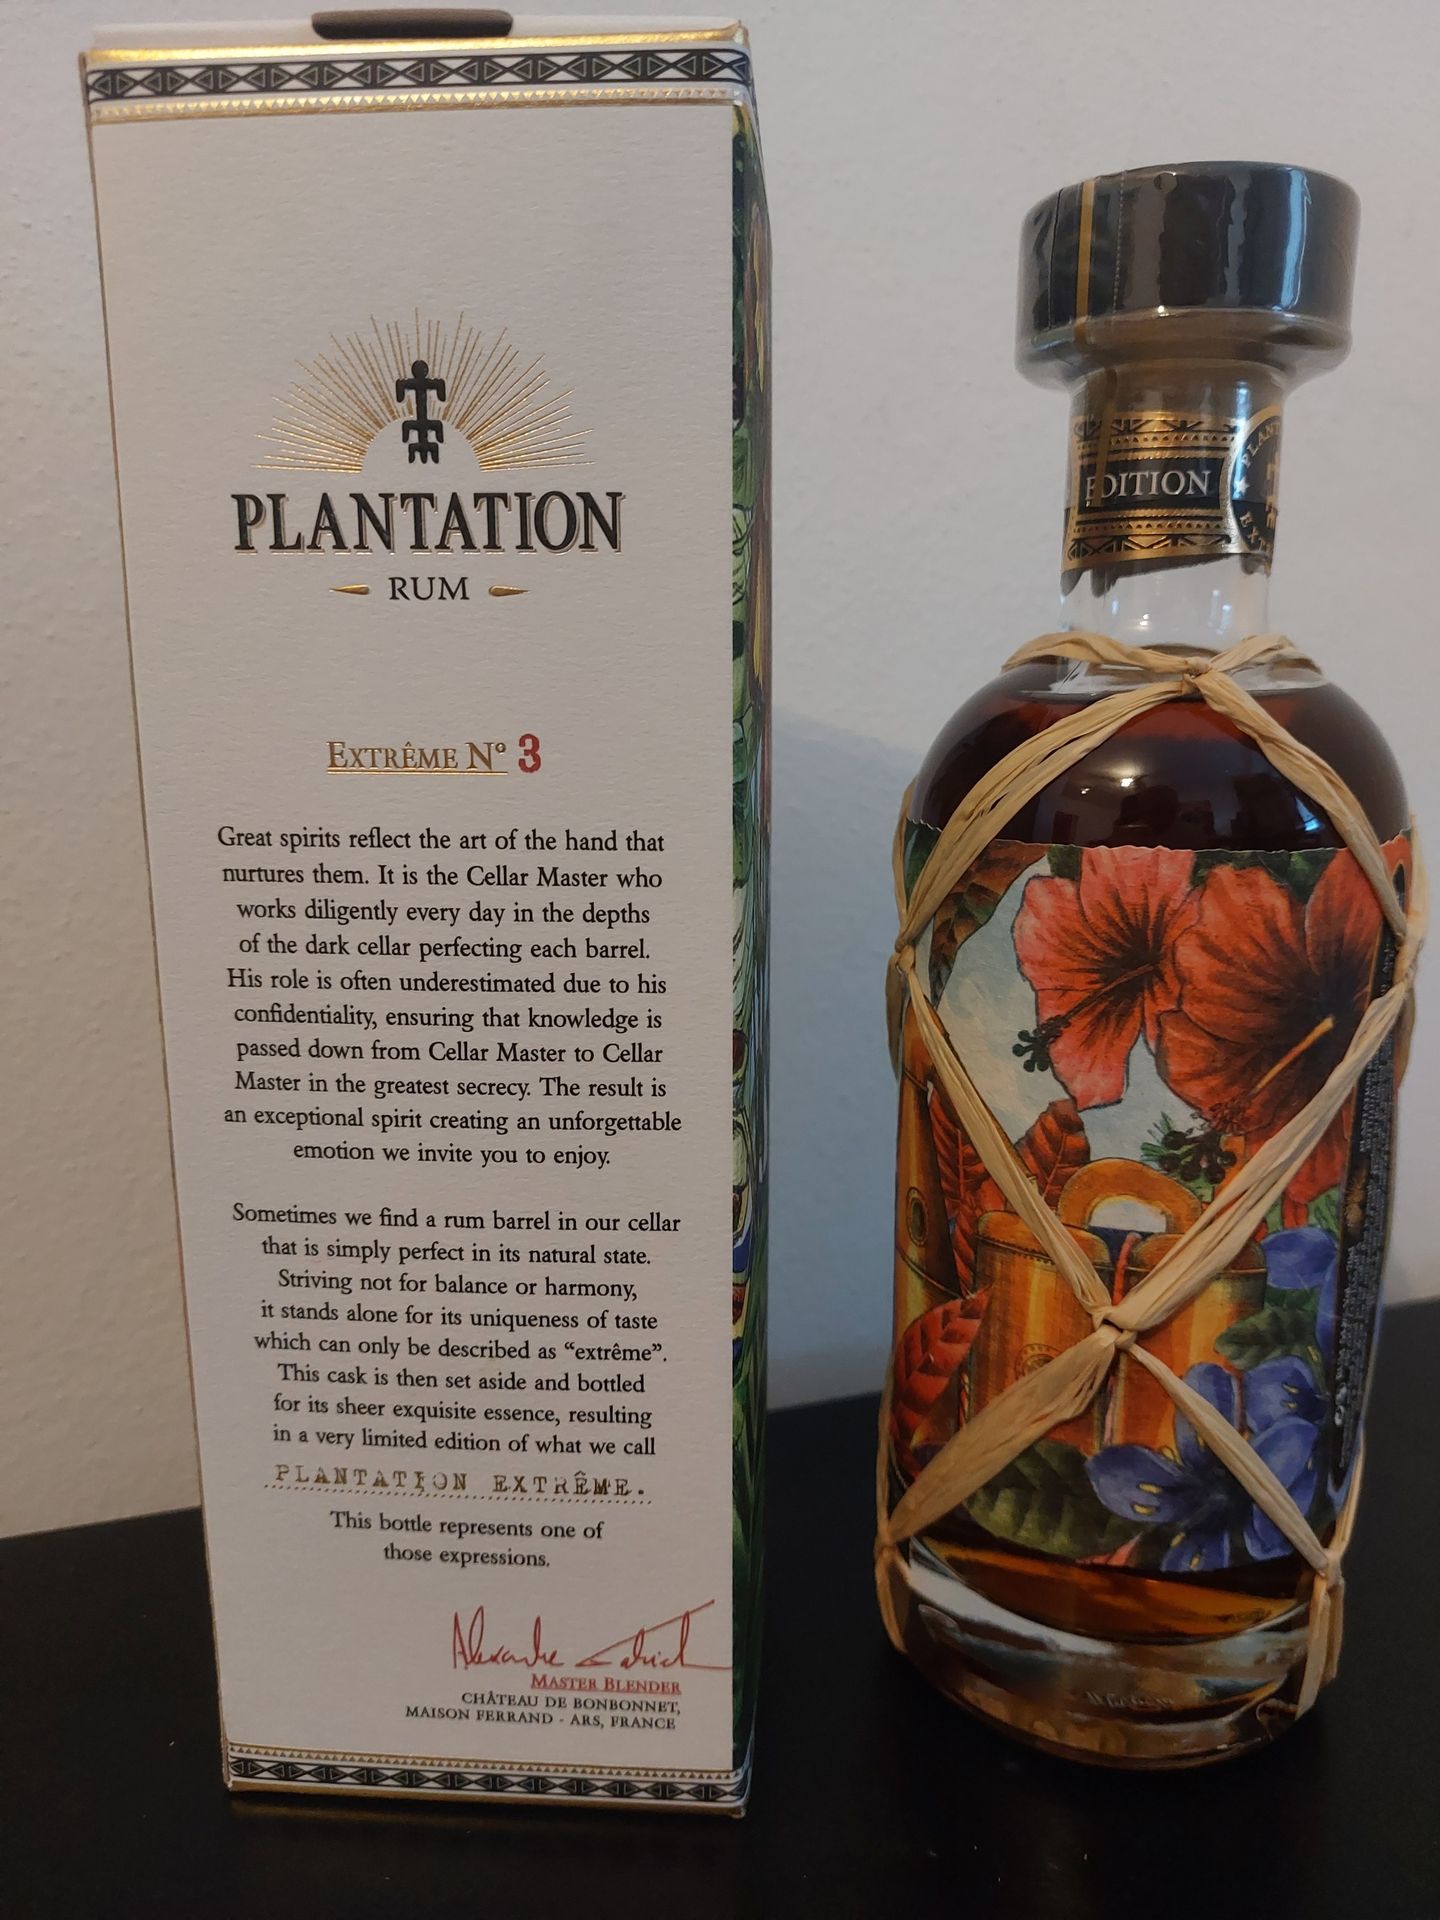 PLANTATION
RUM
EXTRÊME Nº 3
Great spirits reflect the art of the hand that
nurtures them. It is the Cellar Master who
works diligently every day in the depths
of the dark cellar perfecting each barrel.
His role is often underestimated due to his
confidentiality, ensuring that knowledge is
passed down from Cellar Master to Cellar
Master in the greatest secrecy. The result is
an exceptional spirit creating an unforgettable
emotion we invite you to enjoy.
Sometimes we find a rum barrel in our cellar
that is simply perfect in its natural state.
Striving not for balance or harmony,
it stands alone for its uniqueness of taste
which can only be described as “extrême”.
This cask is then set aside and bottled
for its sheer exquisite essence, resulting
in a very limited edition of what we call
PLANTATION EXTRÊME.
This bottle represents one of
those expressions.
Alexandre Gabriel
MASTER BLENDER
CHÂTEAU DE BONBONNET,
MAISON FERRAND - ARS, FRANCE
EDITION